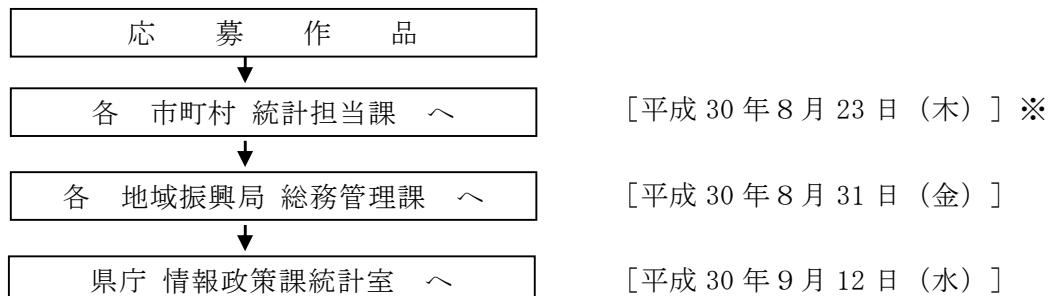 応　募　作　品
各　市町村 統計担当課　へ　［平成 30 年８月 23 日（木）］※
各　地域振興局 総務管理課　へ　［平成 30 年８月 31 日（金）］
県庁 情報政策課統計室　へ　［平成 30 年９月 12 日（水）］